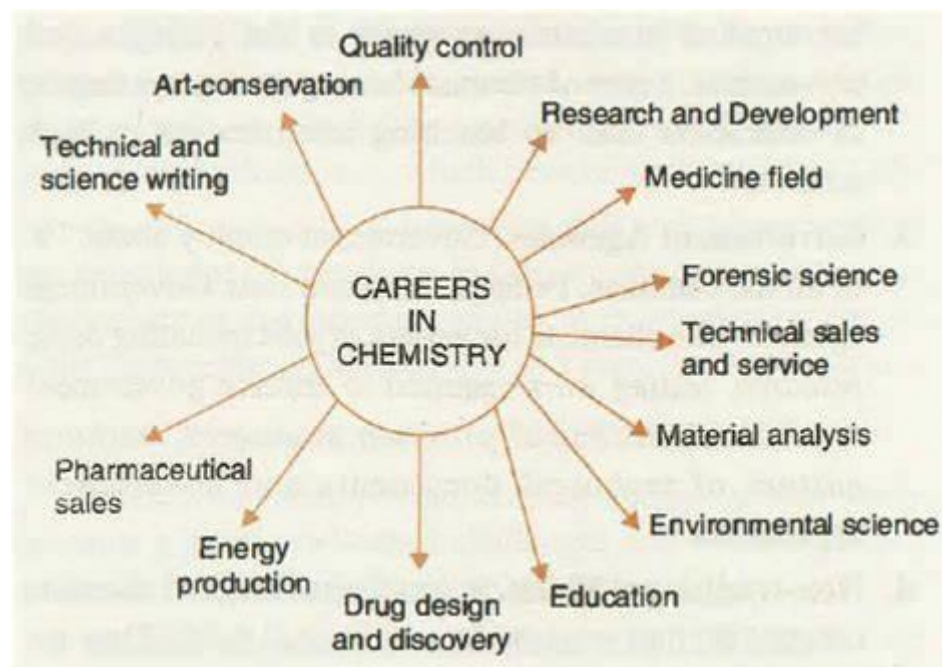 Quality control
Art-conservation
Research and Development
Technical and
science writing
Medicine field
Forensic science
CAREERS
IN
CHEMISTRY
Technical sales
and service
Material analysis
Pharmaceutical
sales
Environmental science
Energy
production
Education
Drug design
and discovery